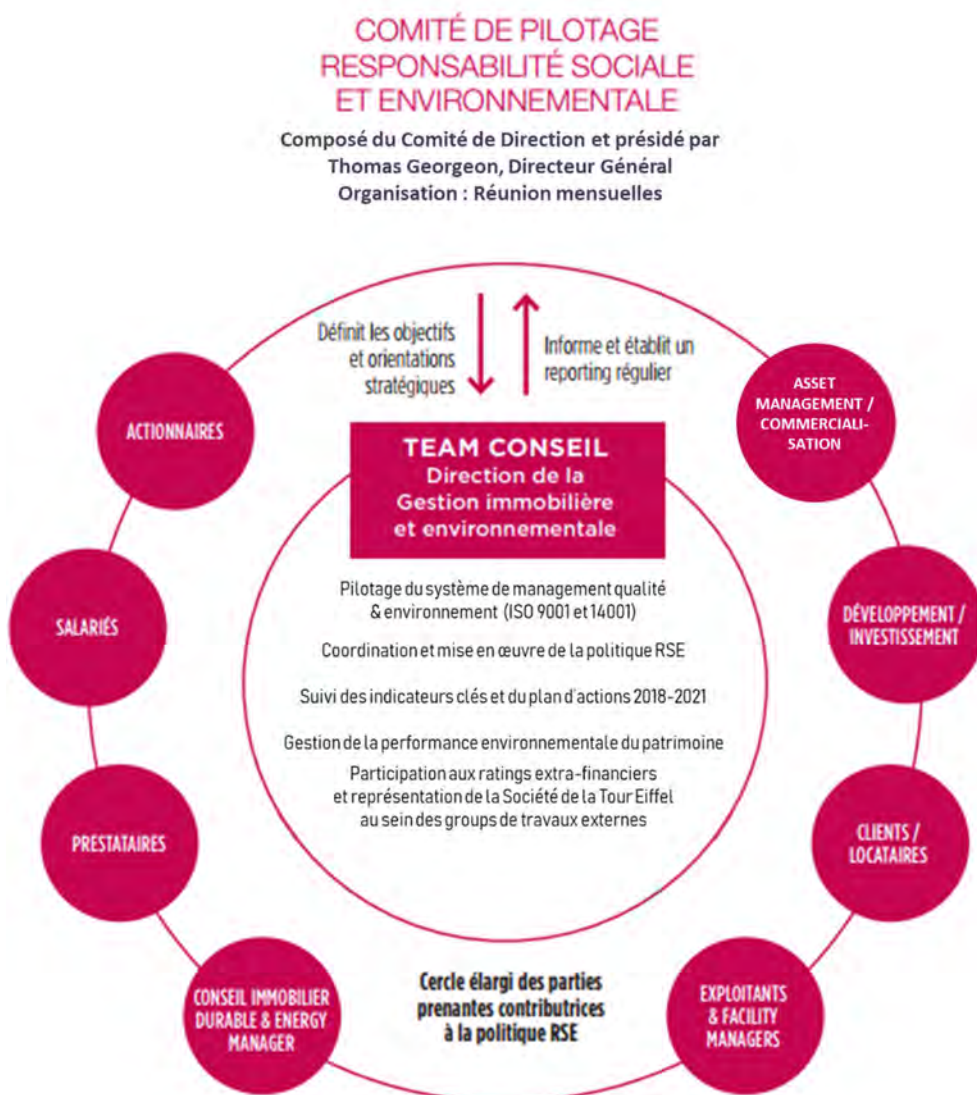 COMITÉ DE PILOTAGE
RESPONSABILITÉ SOCIALE
ET ENVIRONNEMENTALE
Composé du Comité de Direction et présidé par
Thomas Georgeon, Directeur Général
Organisation : Réunion mensuelles
Définit les objectifs
et orientations
stratégiques
Informe et établit un
reporting régulier
ACTIONNAIRES
ASSET
MANAGEMENT /
COMMERCIALI-
SATION
TEAM CONSEIL
Direction de la
Gestion immobilière
et environnementale
Pilotage du système de management qualité
& environnement (ISO 9001 et 14001)
Coordination et mise en œuvre de la politique RSE
Suivi des indicateurs clés et du plan d'actions 2018-2021
Gestion de la performance environnementale du patrimoine
Participation aux ratings extra-financiers
et représentation de la Société de la Tour Eiffel
au sein des groups de travaux externes
SALARIÉS
DÉVELOPPEMENT /
INVESTISSEMENT
PRESTATAIRES
CLIENTS /
LOCATAIRES
CONSEIL IMMOBILIER
DURABLE & ENERGY
MANAGER
Cercle élargi des parties
prenantes contributrices
à la politique RSE
EXPLOITANTS
& FACILITY
MANAGERS